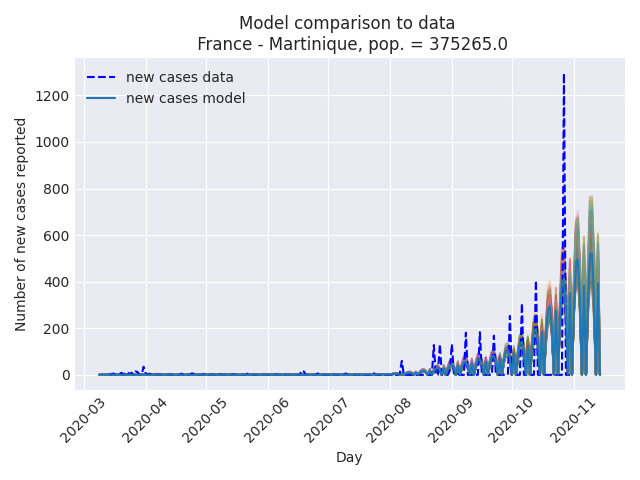 Model comparison to data
France - Martinique, pop. = 375265.0
new cases data
new cases model
Number of new cases reported
1200
1000
800
600
400
200
0
2020-03
2020-04
2020-05
2020-06
2020-07
2020-08
2020-09
2020-10
2020-11
Day